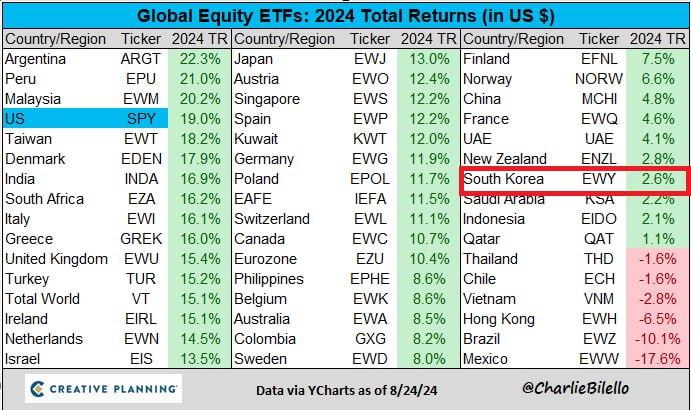 Global Equity ETFs: 2024 Total Returns (in US $)
Country/Region Ticker 2024 TR Country/Region Ticker 2024 TR Country/Region Ticker 2024 TR
Argentina ARGT 22.3% Japan EWJ 13.0% Finland EFNL 7.5%
Peru EPU 21.0% Austria EWO 12.4% Norway NORW 6.6%
Malaysia EWM 20.2% Singapore EWS 12.2% China MCHI 4.8%
US SPY 19.0% Spain EWP 12.2% France EWQ 4.6%
Taiwan EWT 18.2% Kuwait KWT 12.0% UAE UAE 4.1%
Denmark EDEN 17.9% Germany EWG 11.9% New Zealand ENZL 2.8%
India INDA 16.9% Poland EPOL 11.7% South Korea EWY 2.6%
South Africa EZA 16.2% EAFE IEFA 11.5% Saudi Arabia KSA 2.2%
Italy EWI 16.1% Switzerland EWL 11.1% Indonesia EIDO 2.1%
Greece GREK 16.0% Canada EWC 10.7% Qatar QAT 1.1%
United Kingdom EWU 15.4% Eurozone EZU 10.4% Thailand THD -1.6%
Turkey TUR 15.2% Philippines EPHE 8.6% Chile ECH -1.6%
Total World VT 15.1% Belgium EWK 8.6% Vietnam VNM -2.8%
Ireland EIRL 15.1% Australia EWA 8.5% Hong Kong EWH -6.5%
Netherlands EWN 14.5% Colombia GXG 8.2% Brazil EWZ -10.1%
Israel EIS 13.5% Sweden EWD 8.0% Mexico EWW -17.6%
C CREATIVE PLANNING Data via YCharts as of 8/24/24 @CharlieBilello